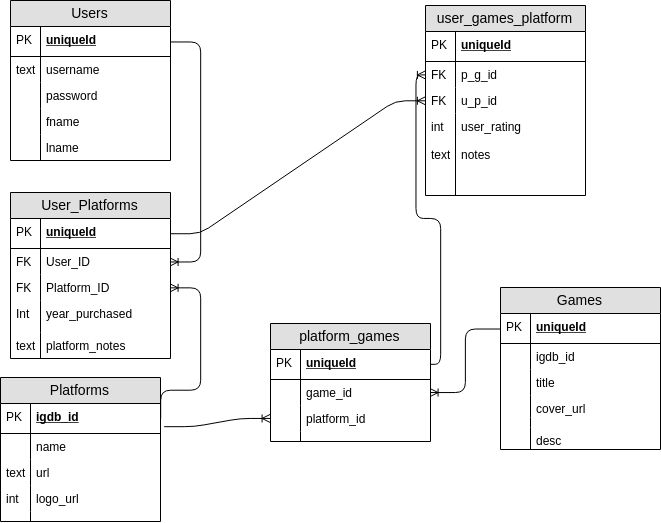 Users
PK uniqueId
text username
password
fname
lname
user_games_platform
PK uniqueId
FK p_g_id
FK u_p_id
int user_rating
text notes
User_Platforms
PK uniqueId
FK User_ID
FK Platform_ID
Int year_purchased
text platform_notes
platform_games
PK uniqueId
game_id
platform_id
Games
PK uniqueId
igdb_id
title
cover_url
desc
Platforms
PK igdb_id
name
text url
int logo_url